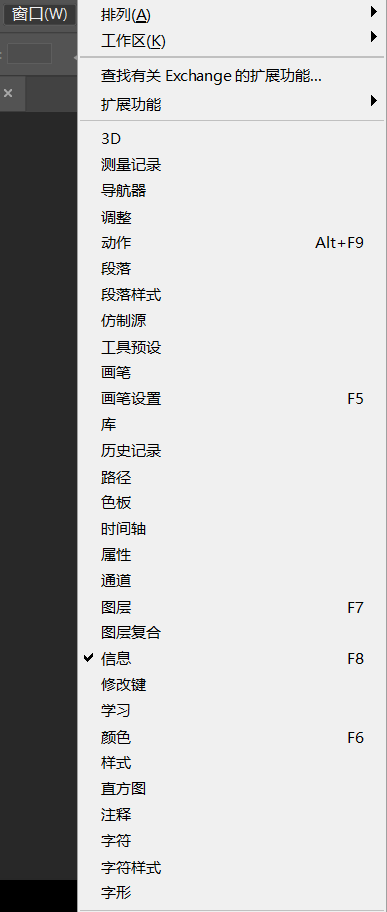 窗口(W)
排列(A)
工作区(K)
查找有关 Exchange 的扩展功能...
扩展功能
3D
测量记录
导航器
调整
动作 Alt+F9
段落
段落样式
仿制源
工具预设
画笔
画笔设置 F5
库
历史记录
路径
色板
时间轴
属性
通道
图层 F7
图层复合
信息 F8
修改键
学习
颜色 F6
样式
直方图
注释
字符
字符样式
字形